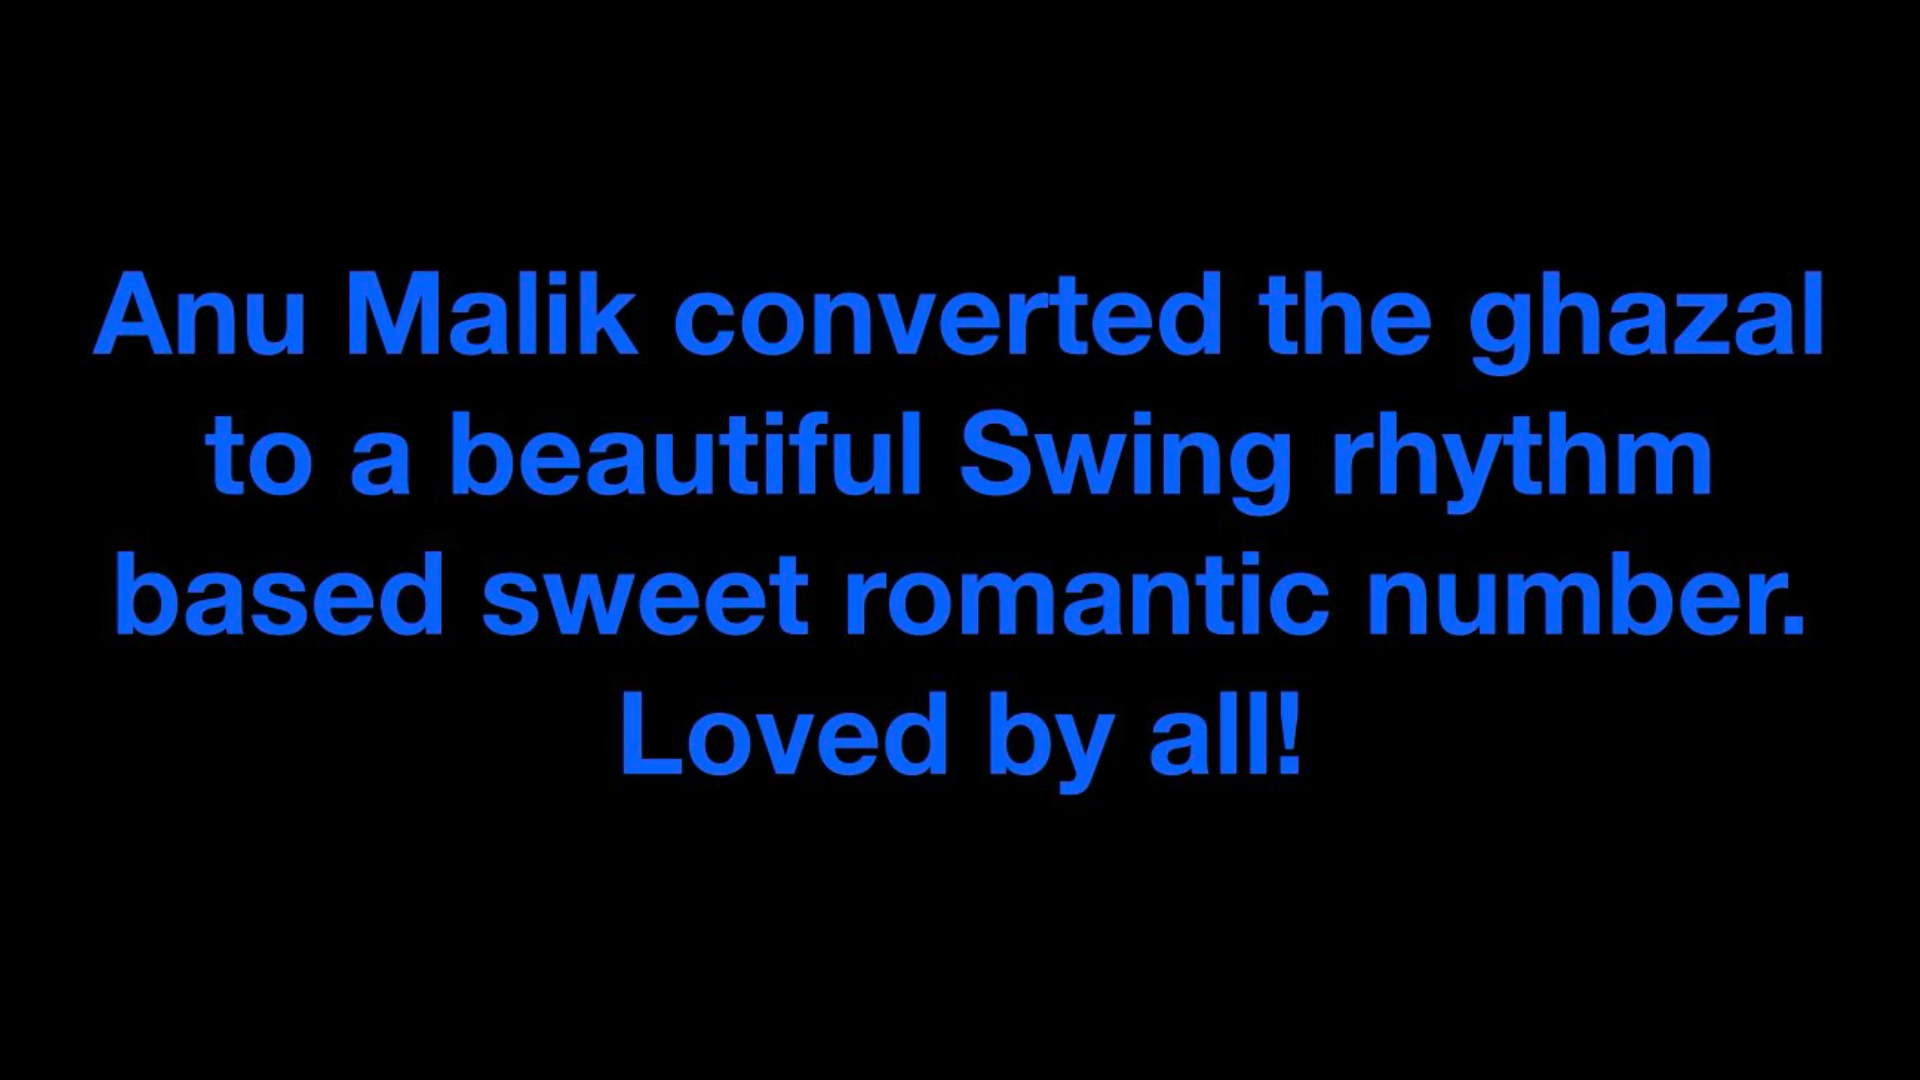 Anu Malik converted the ghazal
to a beautiful Swing rhythm
based sweet romantic number.
Loved by all!